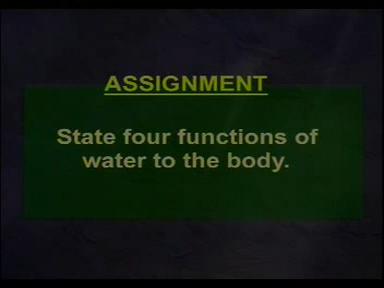 ASSIGNMENT
State four functions of
water to the body.